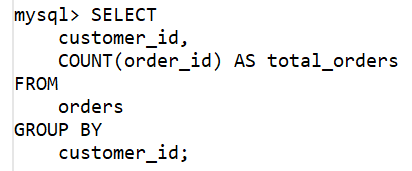 mysql> SELECT
    customer_id,
    COUNT(order_id) AS total_orders
FROM
    orders
GROUP BY
    customer_id;